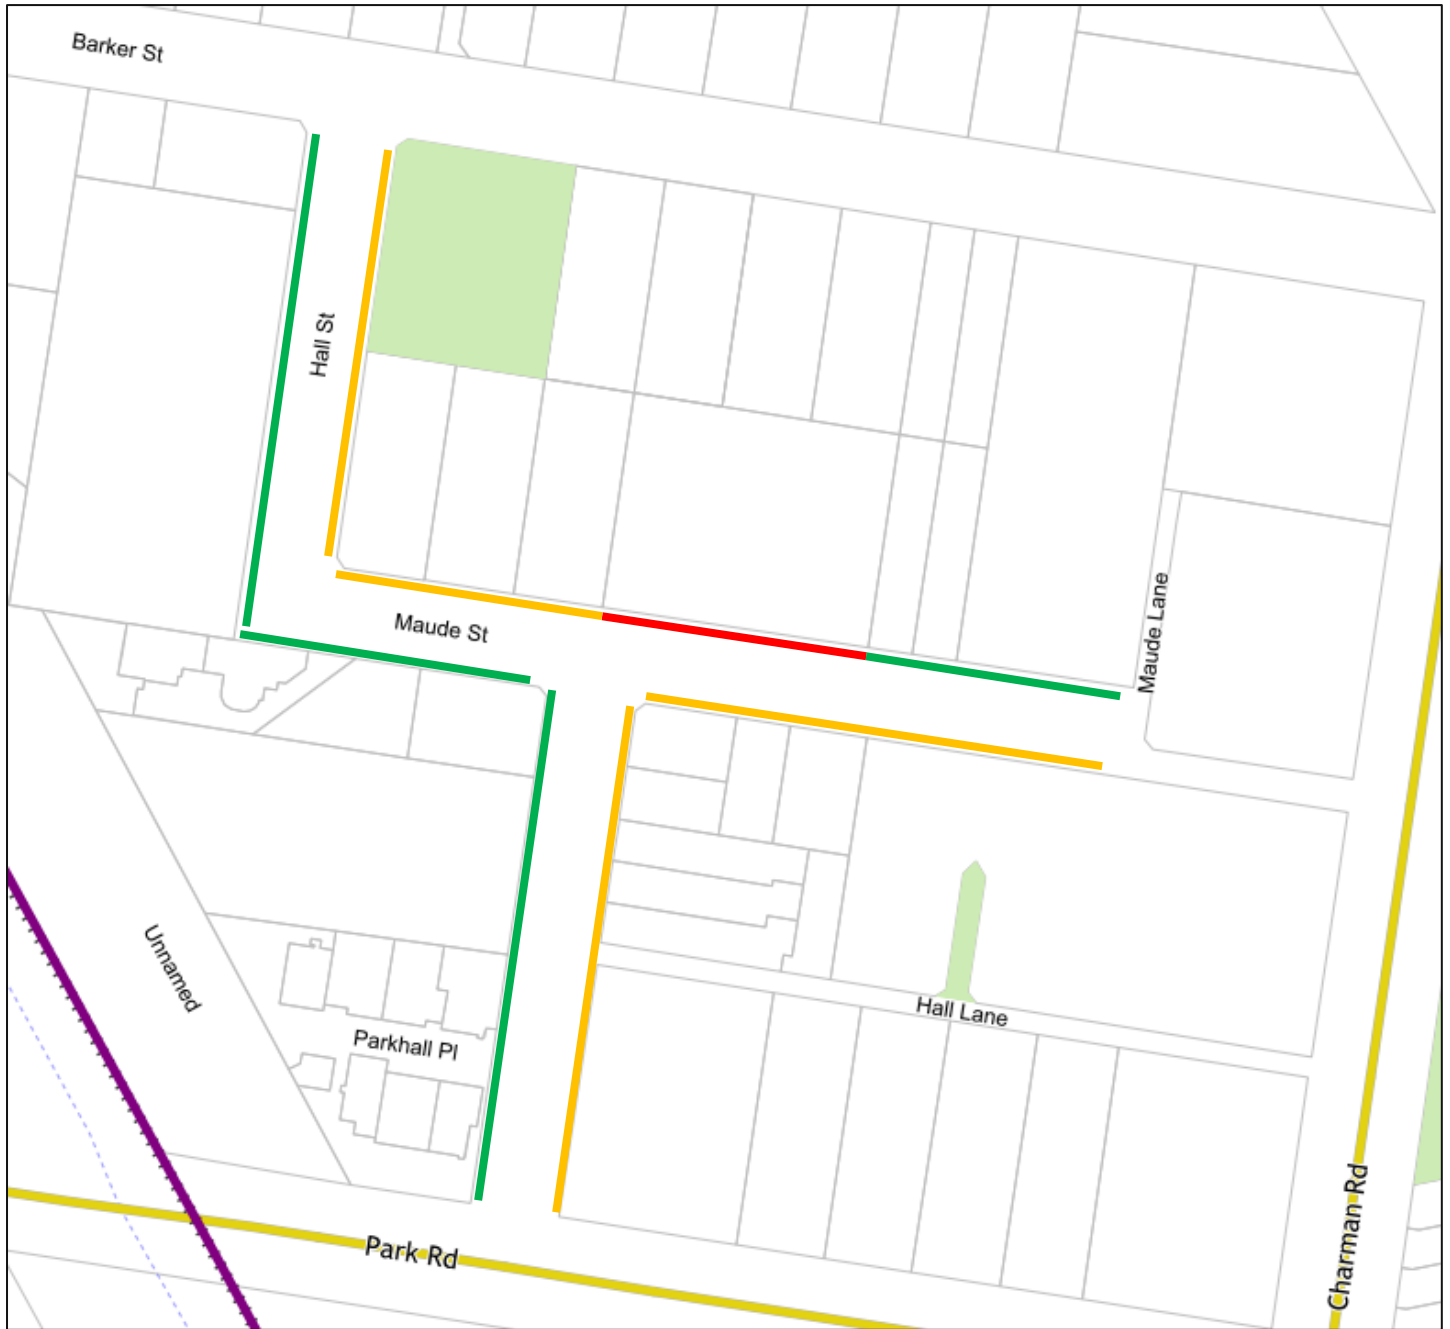 Barker St
Hall St
Maude St
Maude Lane
Unnamed
Hall Lane
Parkhall Pl
Park Rd
Charman Rd